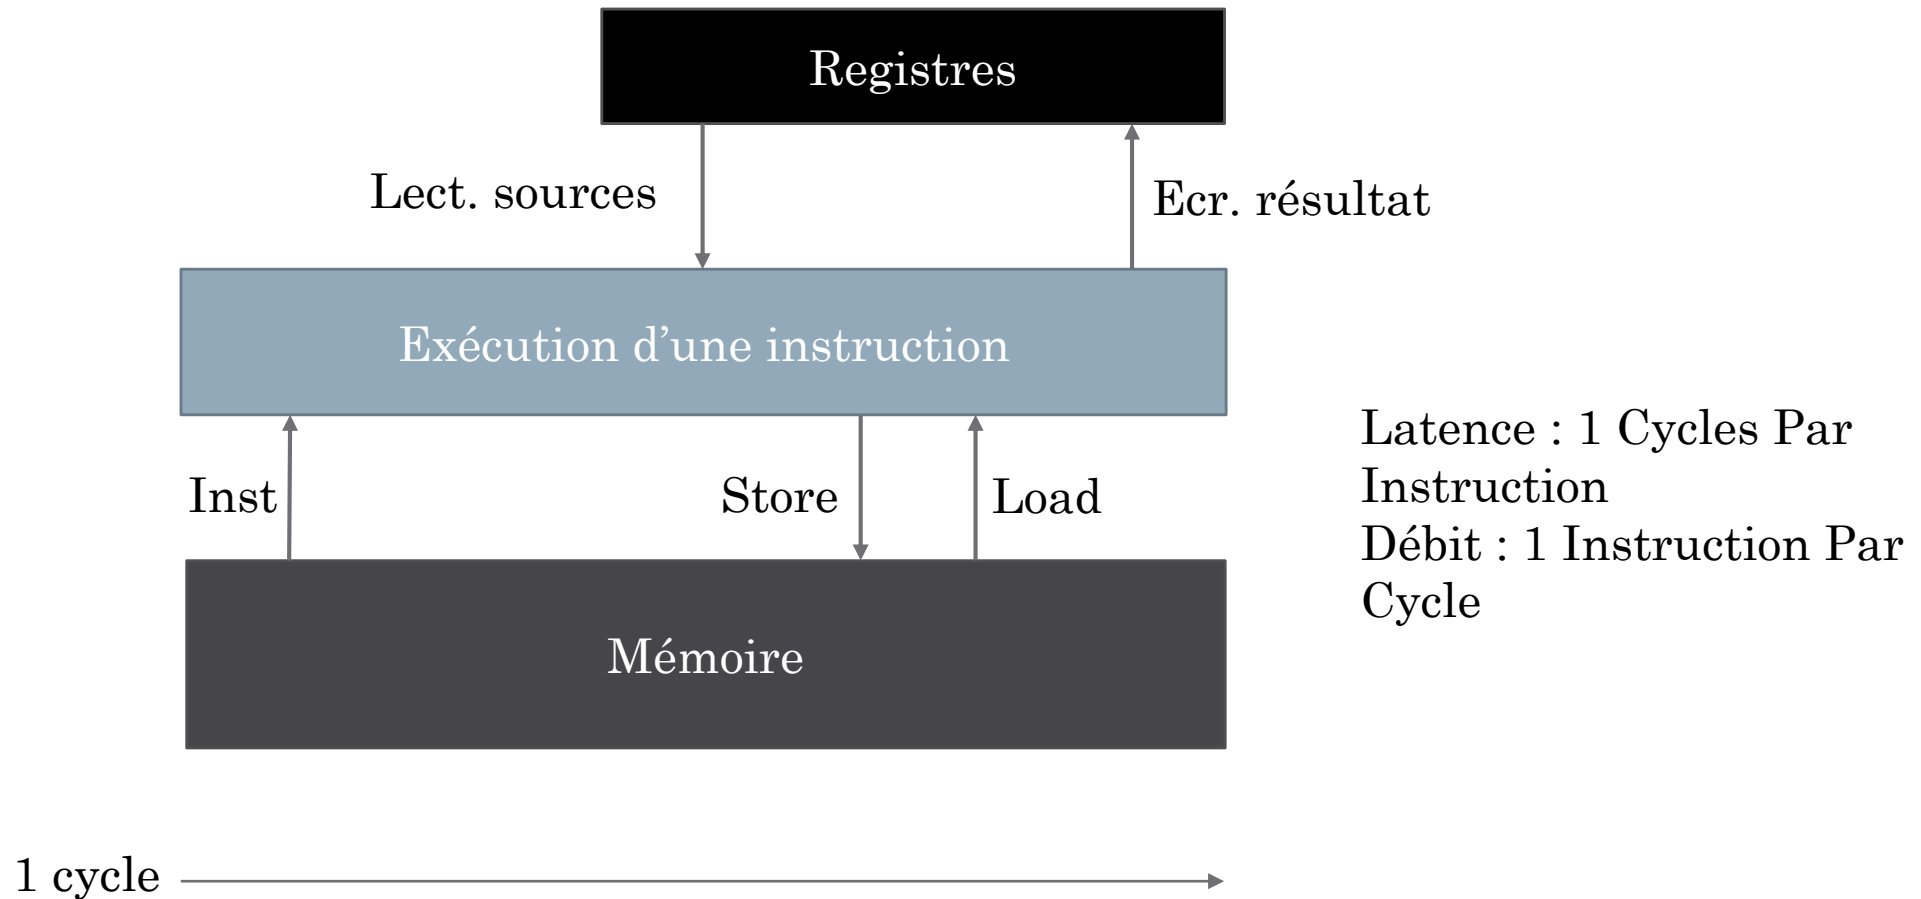 Registres
Lect. sources
Ecr. résultat
Exécution d’une instruction
Inst
Store
Load
Latence : 1 Cycles Par
Instruction
Débit : 1 Instruction Par
Cycle
Mémoire
1 cycle